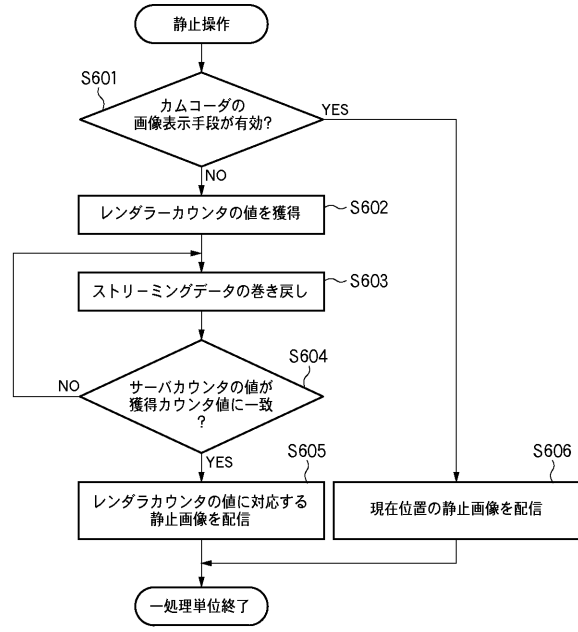 静止操作
S601
カムコーダの
画像表示手段が有効?
YES
NO
レンダラーカウンタの値を獲得
S602
ストリーミングデータの巻き戻し
S603
S604
サーバカウンタの値が
獲得カウンタ値に一致
?
NO
YES
S605
レンダラカウンタの値に対応する
静止画像を配信
S606
現在位置の静止画像を配信
一処理単位終了